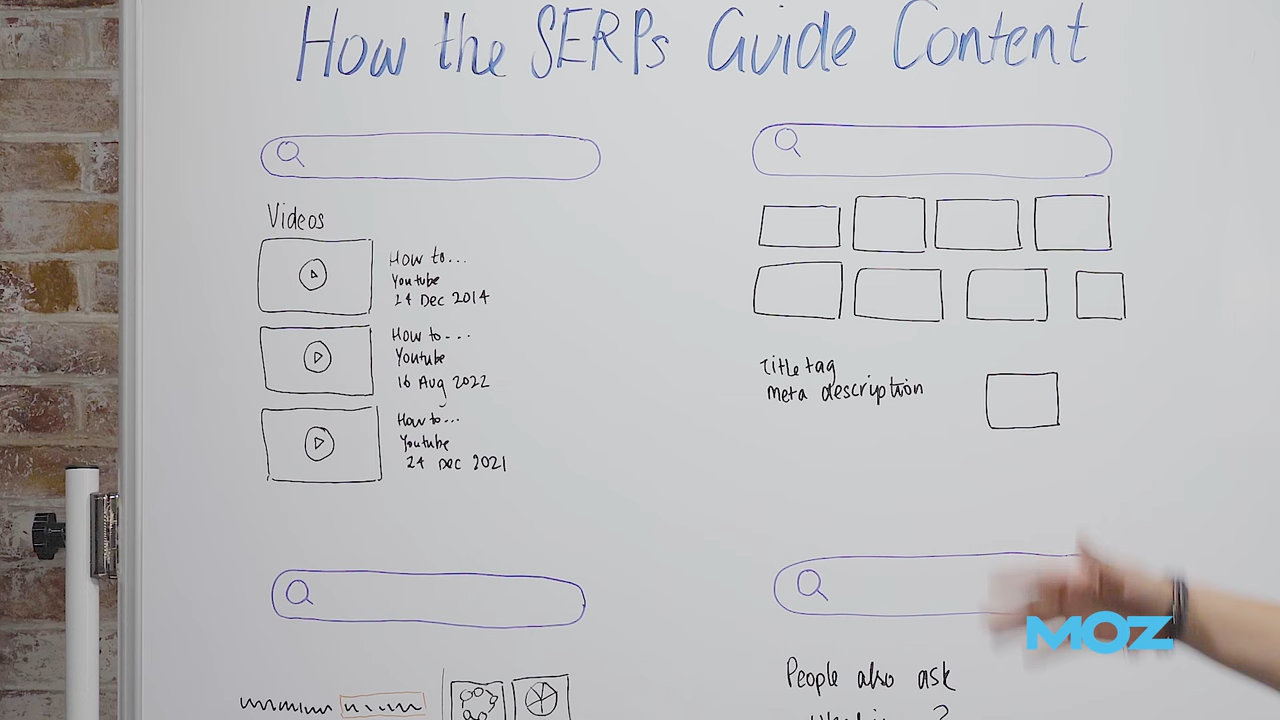 How the SERPs Guide Content
Videos
How to...
Youtube
24 Dec 2014
How to...
Youtube
16 Aug 2022
How to...
Youtube
24 Dec 2021
Title tag
meta description
People also ask
MOZ